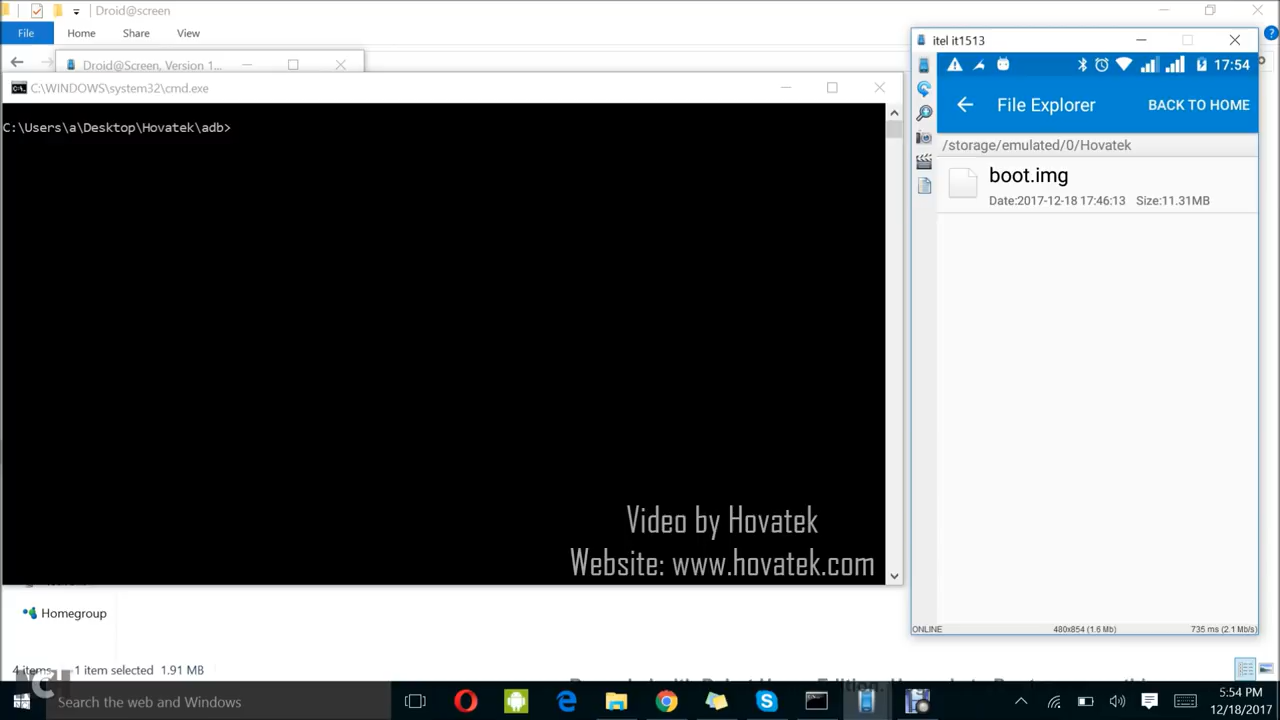 Droid@screen
File
Home
Share
View
Droid@Screen, Version 1...
C:\WINDOWS\system32\cmd.exe
C:\Users\a\Desktop\Hovatek\adb>
Video by Hovatek
Website: www.hovatek.com
itel it1513
17:54
File Explorer
BACK TO HOME
/storage/emulated/0/Hovatek
boot.img
Date:2017-12-18 17:46:13 Size:11.31MB
ONLINE
480x854 (1.6 Mb)
735 ms (2.1 Mb/s)
Homegroup
4 items
1 item selected 1.91 MB
Search the web and Windows
5:54 PM
12/18/2017